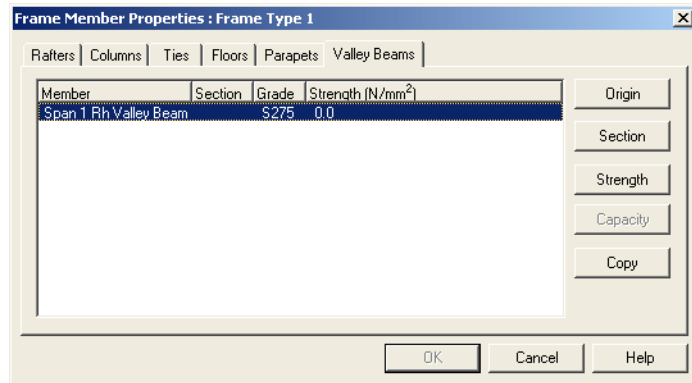 Frame Member Properties : Frame Type 1
Rafters Columns Ties Floors Parapets Valley Beams
Member Section Grade Strength (N/mm²)
Span 1 Rh Valley Beam S275 0.0
Origin
Section
Strength
Capacity
Copy
OK Cancel Help